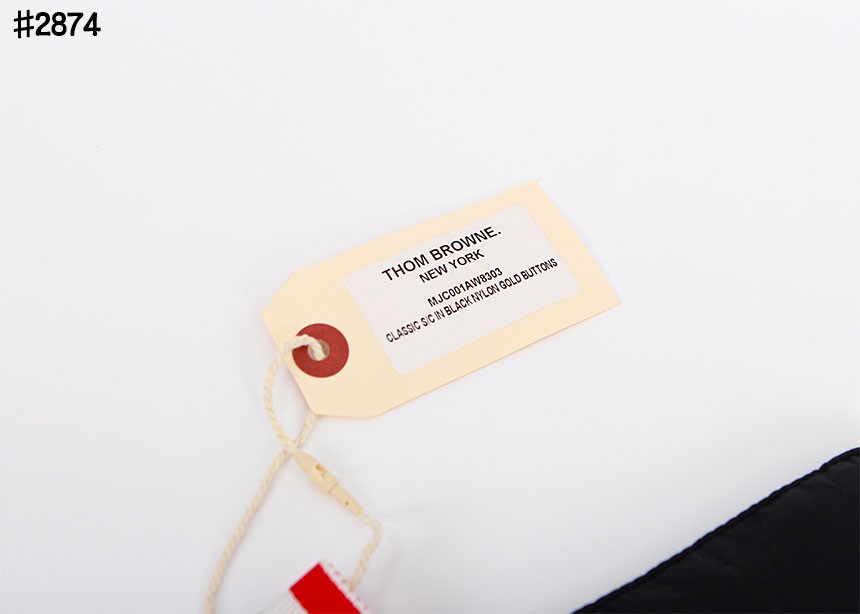 #2874
THOM BROWNE.
NEW YORK
MJC001AW8303
CLASSIC S/C IN BLACK NYLON GOLD BUTTONS